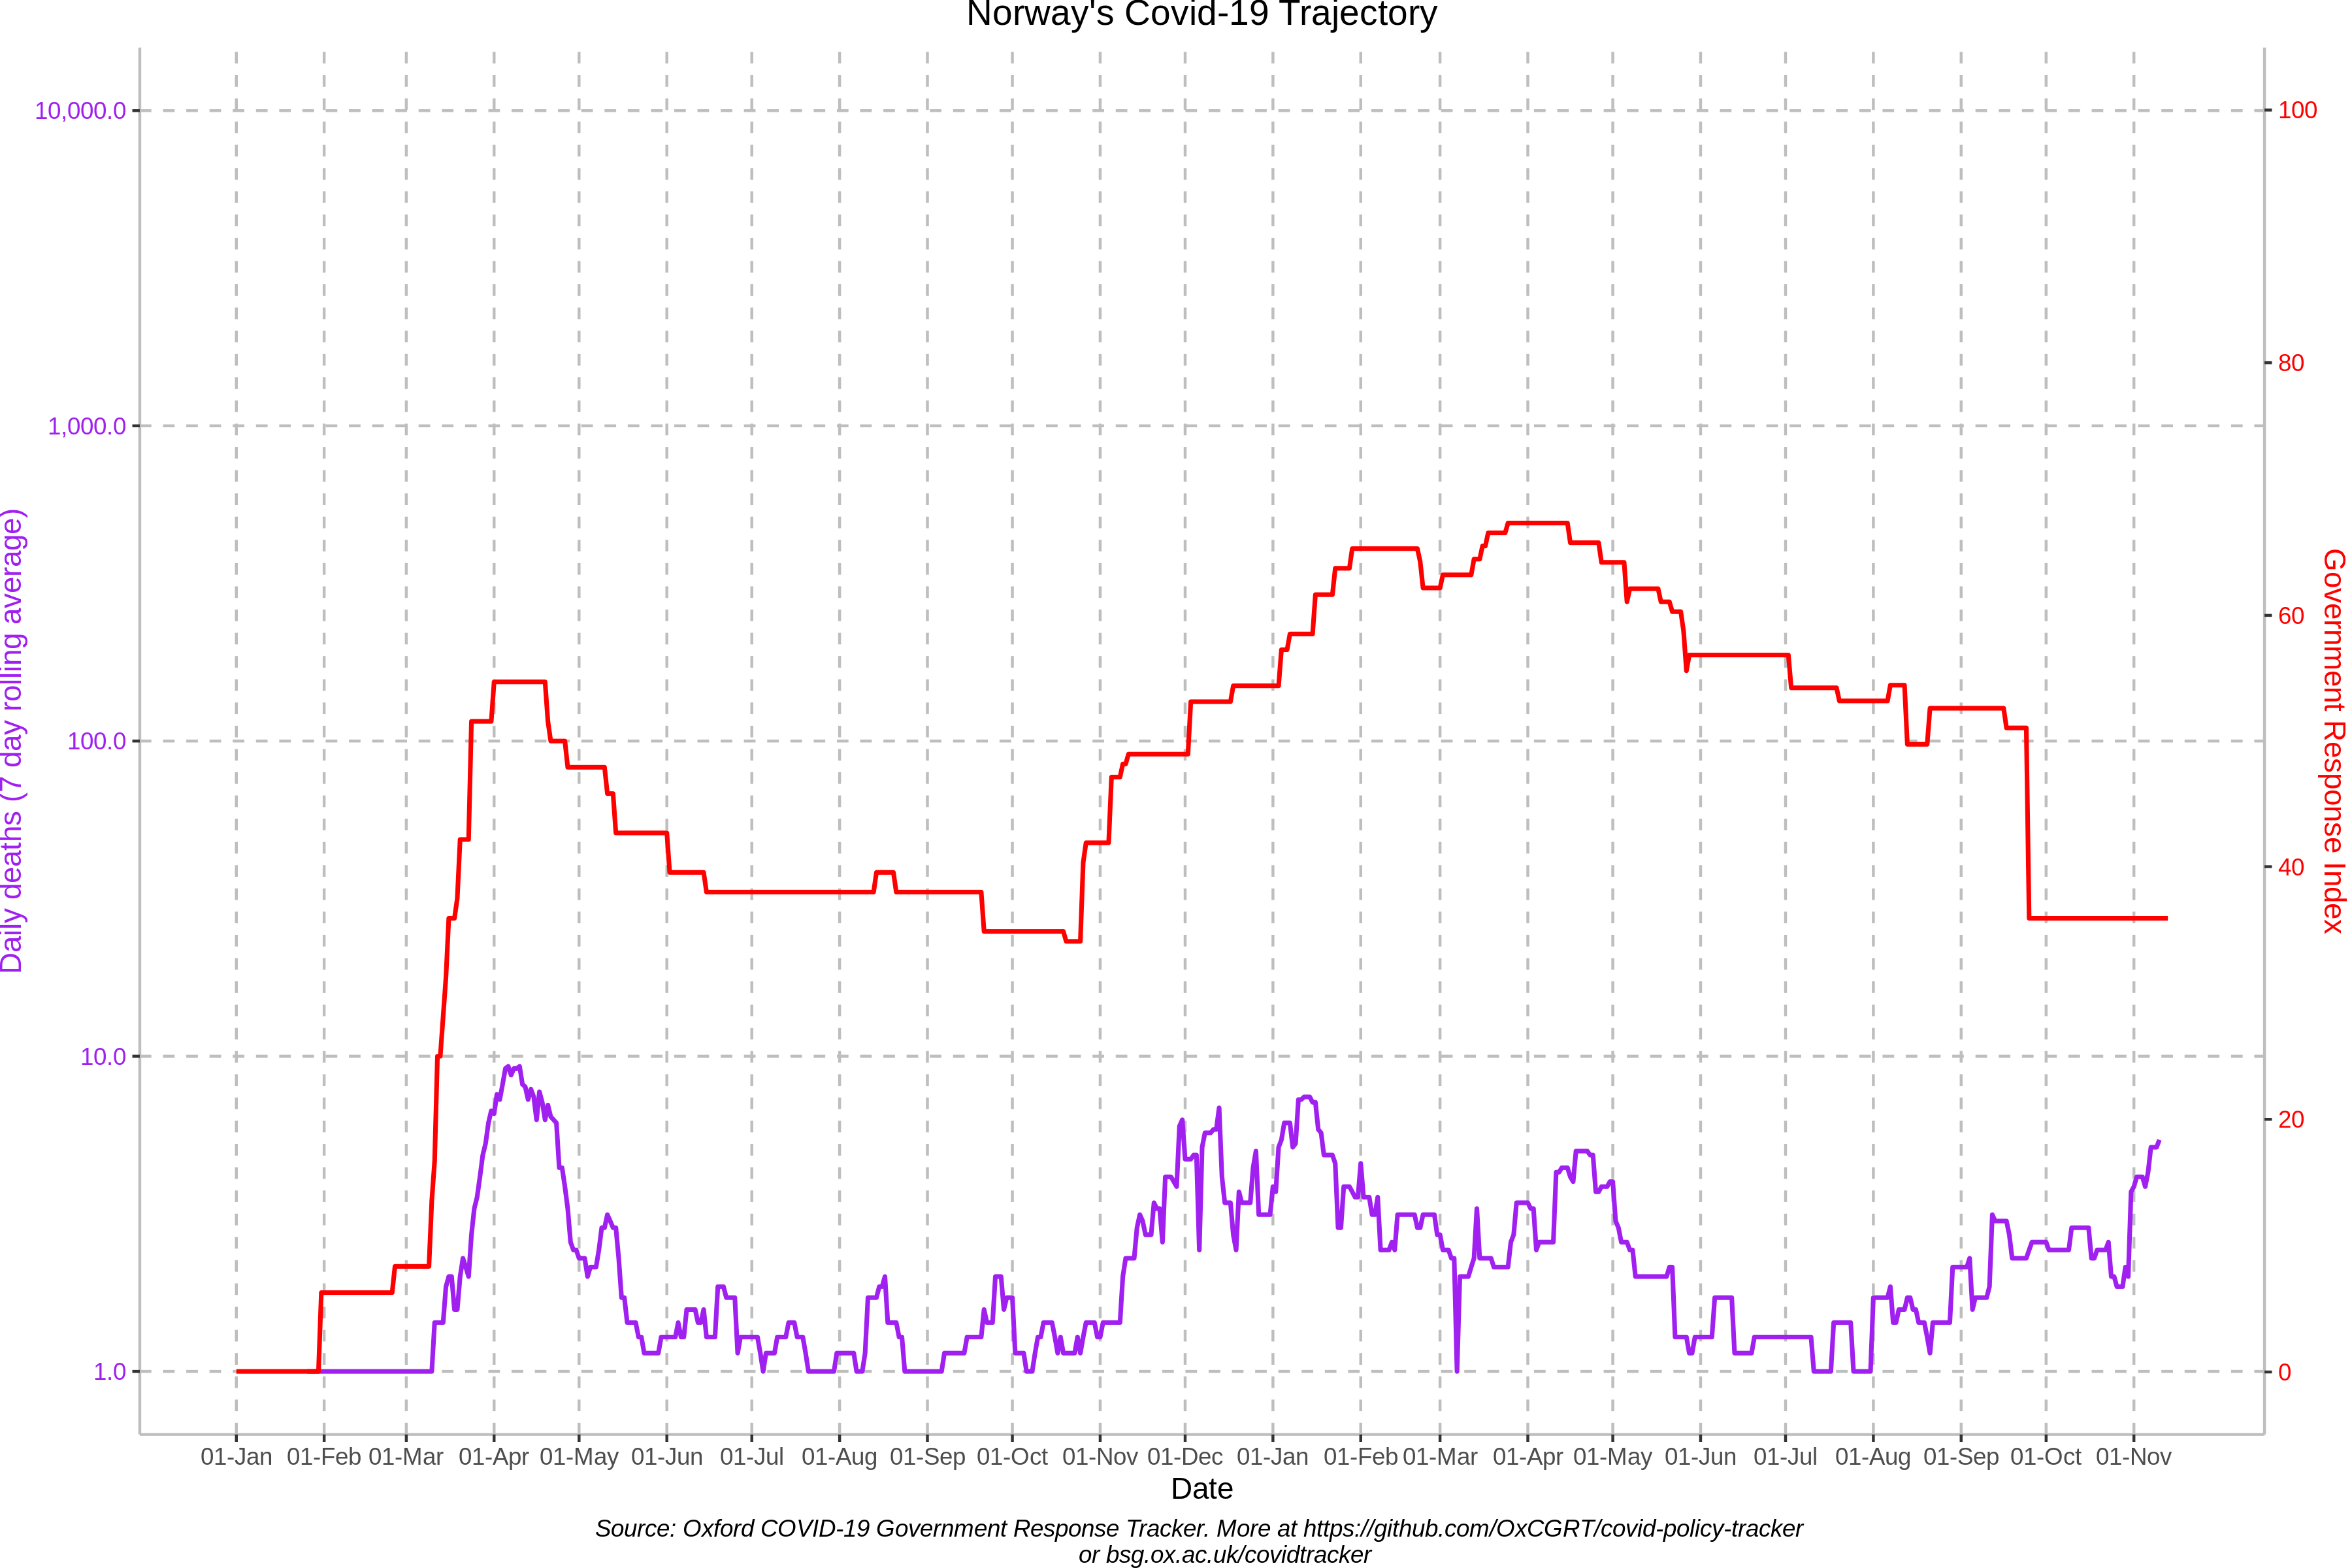 Norway's Covid-19 Trajectory
10,000.0
1,000.0
100.0
10.0
1.0
Daily deaths (7 day rolling average)
100
80
60
40
20
0
Government Response Index
01-Jan 01-Feb 01-Mar 01-Apr 01-May 01-Jun 01-Jul 01-Aug 01-Sep 01-Oct 01-Nov 01-Dec 01-Jan 01-Feb 01-Mar 01-Apr 01-May 01-Jun 01-Jul 01-Aug 01-Sep 01-Oct 01-Nov
Date
Source: Oxford COVID-19 Government Response Tracker. More at https://github.com/OxCGRT/covid-policy-tracker
or bsg.ox.ac.uk/covidtracker